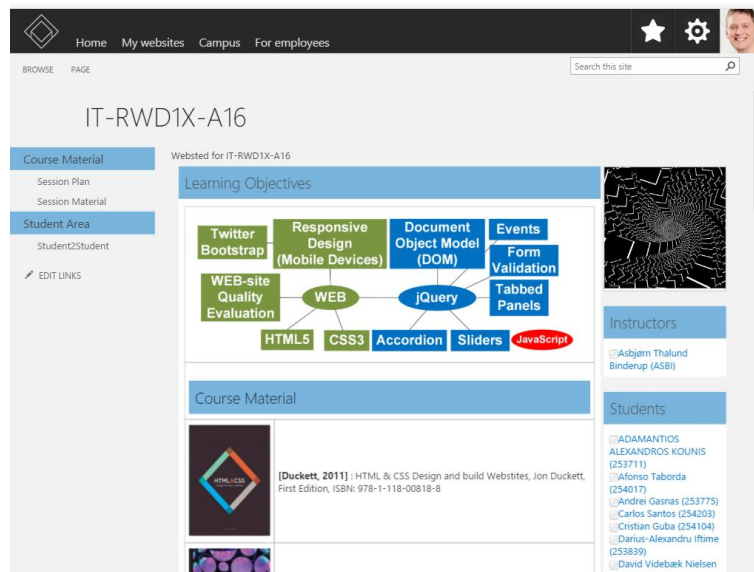 Home My websites Campus For employees
BROWSE PAGE
Search this site
IT-RWD1X-A16
Course Material
Session Plan
Session Material
Student Area
Student2Student
EDIT LINKS
Websted for IT-RWD1X-A16
Learning Objectives
Twitter
Bootstrap
Responsive
Design
(Mobile Devices)
Document
Object Model
(DOM)
Events
Form
Validation
WEB-site
Quality
Evaluation
WEB
jQuery
Tabbed
Panels
HTML5
CSS3
Accordion
Sliders
JavaScript
Course Material
HTML&CSS
[Duckett, 2011] : HTML & CSS Design and build Webstites, Jon Duckett,
First Edition, ISBN: 978-1-118-00818-8
Instructors
Asbjørn Thalund
Binderup (ASBI)
Students
ADAMANTIOS
ALEXANDROS KOUNIS
(253711)
Afonso Taborda
(254017)
Andrei Gasnas (253775)
Carlos Santos (254203)
Cristian Guba (254104)
Darius-Alexandru Iftime
(253839)
David Videbæk Nielsen